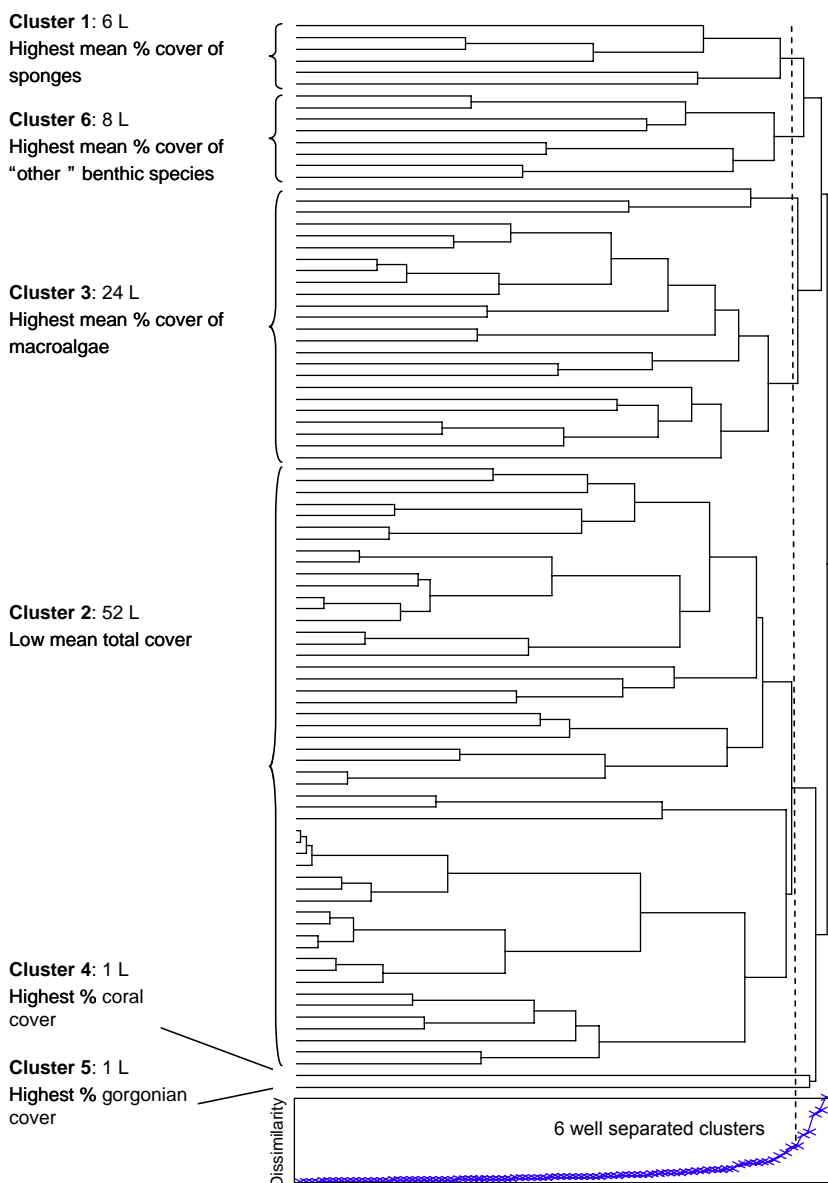 Cluster 1: 6 L
Highest mean % cover of
sponges
Cluster 6: 8 L
Highest mean % cover of
“other ” benthic species
Cluster 3: 24 L
Highest mean % cover of
macroalgae
Cluster 2: 52 L
Low mean total cover
Cluster 4: 1 L
Highest % coral
cover
Cluster 5: 1 L
Highest % gorgonian
cover
Dissimilarity
6 well separated clusters